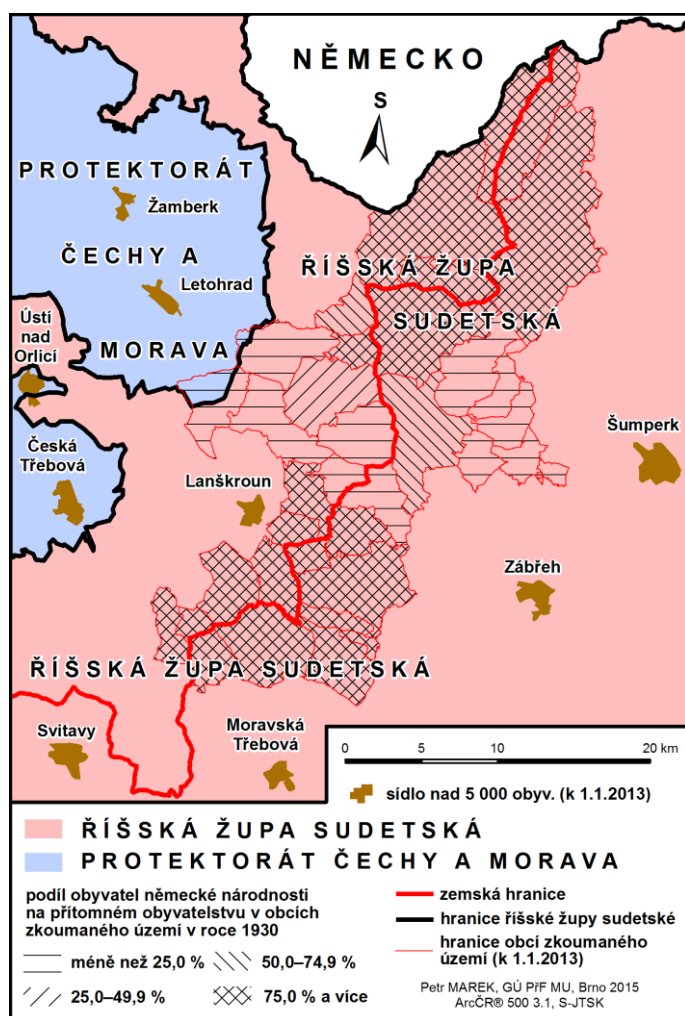 NĚMECKO
S
PROTEKTORÁT
Žamberk
ČECHY A
Letohrad
ŘÍŠSKÁ ŽUPA
SUDETSKÁ
Ústí
nad
Orlicí
MORAVA
Česká
Třebová
Lanškroun
Šumperk
Zábřeh
ŘÍŠSKÁ ŽUPA SUDETSKÁ
Svitavy
Moravská
Třebová
0 5 10 20 km
sídlo nad 5 000 obyv. (k 1.1.2013)
ŘÍŠSKÁ ŽUPA SUDETSKÁ
PROTEKTORÁT ČECHY A MORAVA
podíl obyvatel německé národnosti
na přítomném obyvatelstvu v obcích
zkoumaného území v roce 1930
méně než 25,0 %
50,0–74,9 %
25,0–49,9 %
75,0 % a více
zemská hranice
hranice říšské župy sudetské
hranice obcí zkoumaného
území (k 1.1.2013)
Petr MAREK, GÚ PřF MU, Brno 2015
ArcČR® 500 3.1, S-JTSK